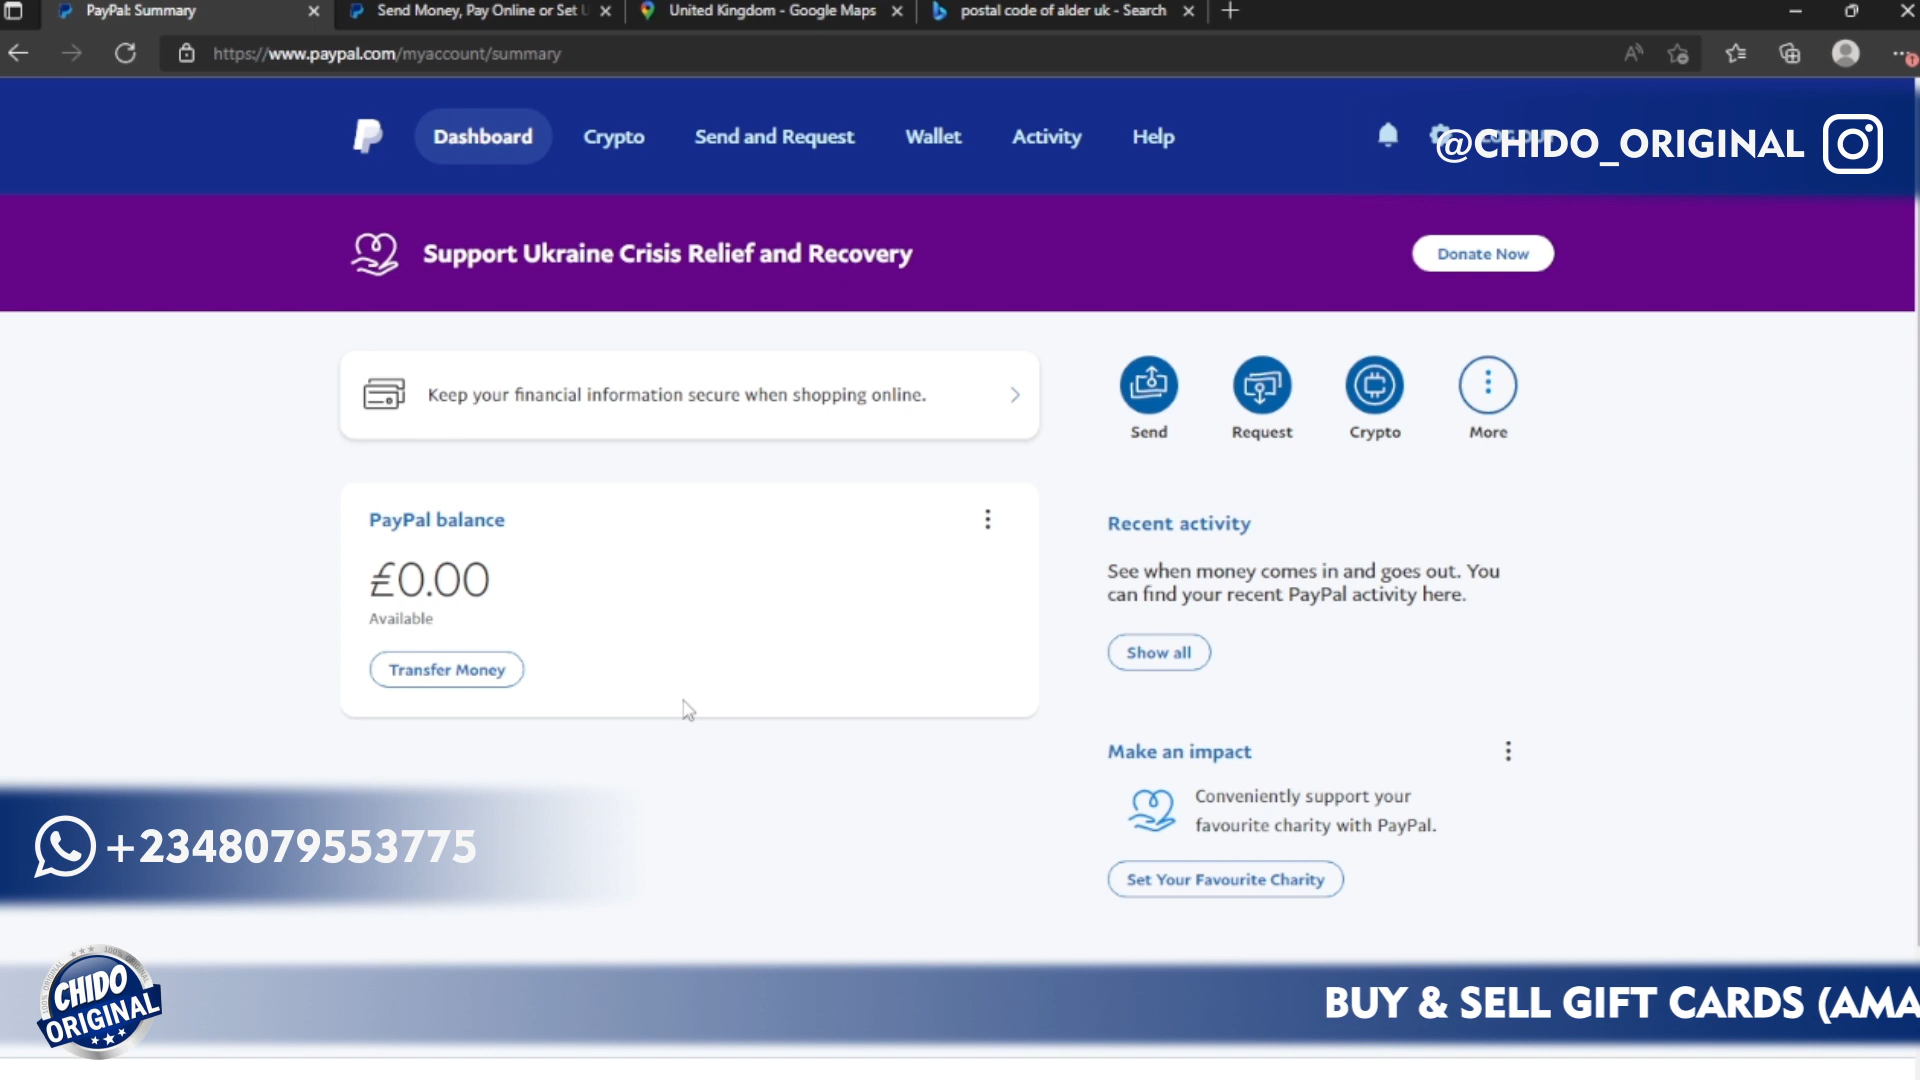 PayPal: Summary
Send Money, Pay Online or Set U
United Kingdom - Google Maps
postal code of alder uk - Search
https://www.paypal.com/myaccount/summary
Dashboard
Crypto
Send and Request
Wallet
Activity
Help
@CHIDO_ORIGINAL
Support Ukraine Crisis Relief and Recovery
Donate Now
Keep your financial information secure when shopping online.
Send
Request
Crypto
More
PayPal balance
£0.00
Available
Transfer Money
Recent activity
See when money comes in and goes out. You
can find your recent PayPal activity here.
Show all
Make an impact
Conveniently support your
favourite charity with PayPal.
Set Your Favourite Charity
+2348079553775
CHIDO
ORIGINAL
BUY & SELL GIFT CARDS (AMA